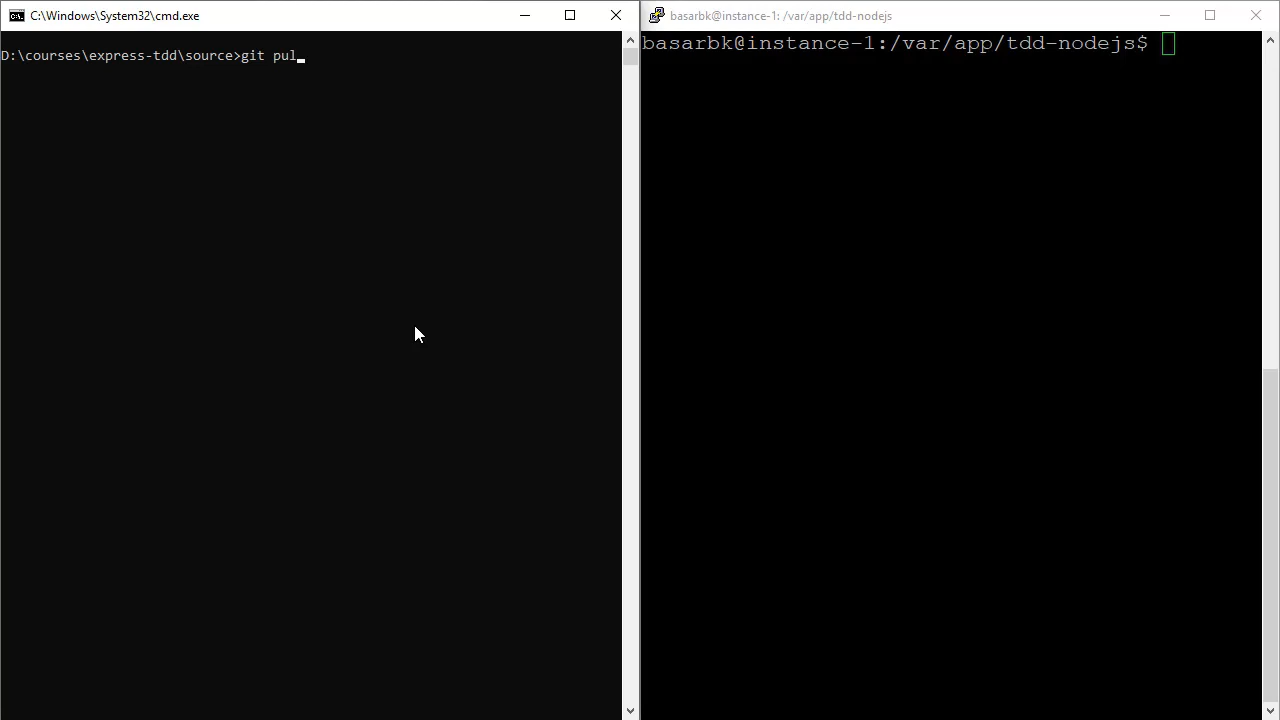 C:\Windows\System32\cmd.exe
D:\courses\express-tdd\source>git pul
basarbk@instance-1: /var/app/tdd-nodejs
basarbk@instance-1:/var/app/tdd-nodejs$